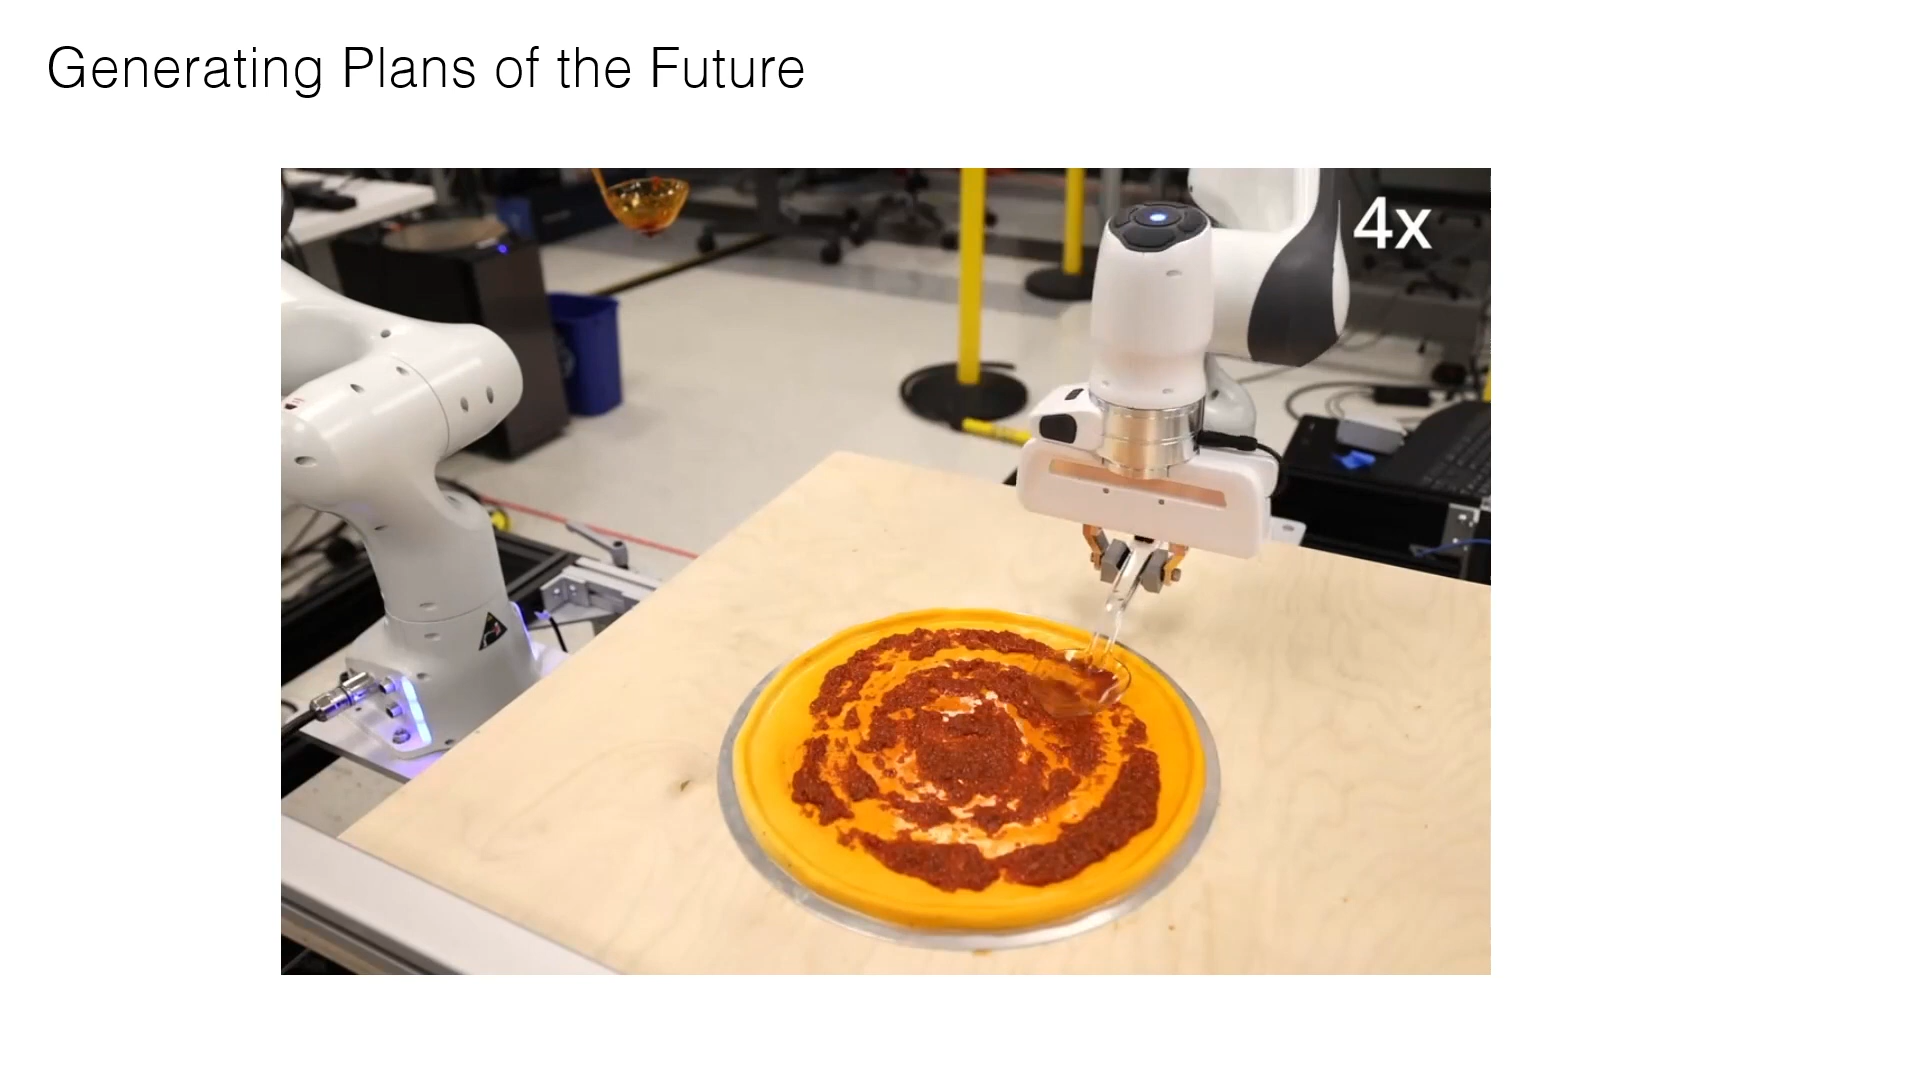 Generating Plans of the Future
4x